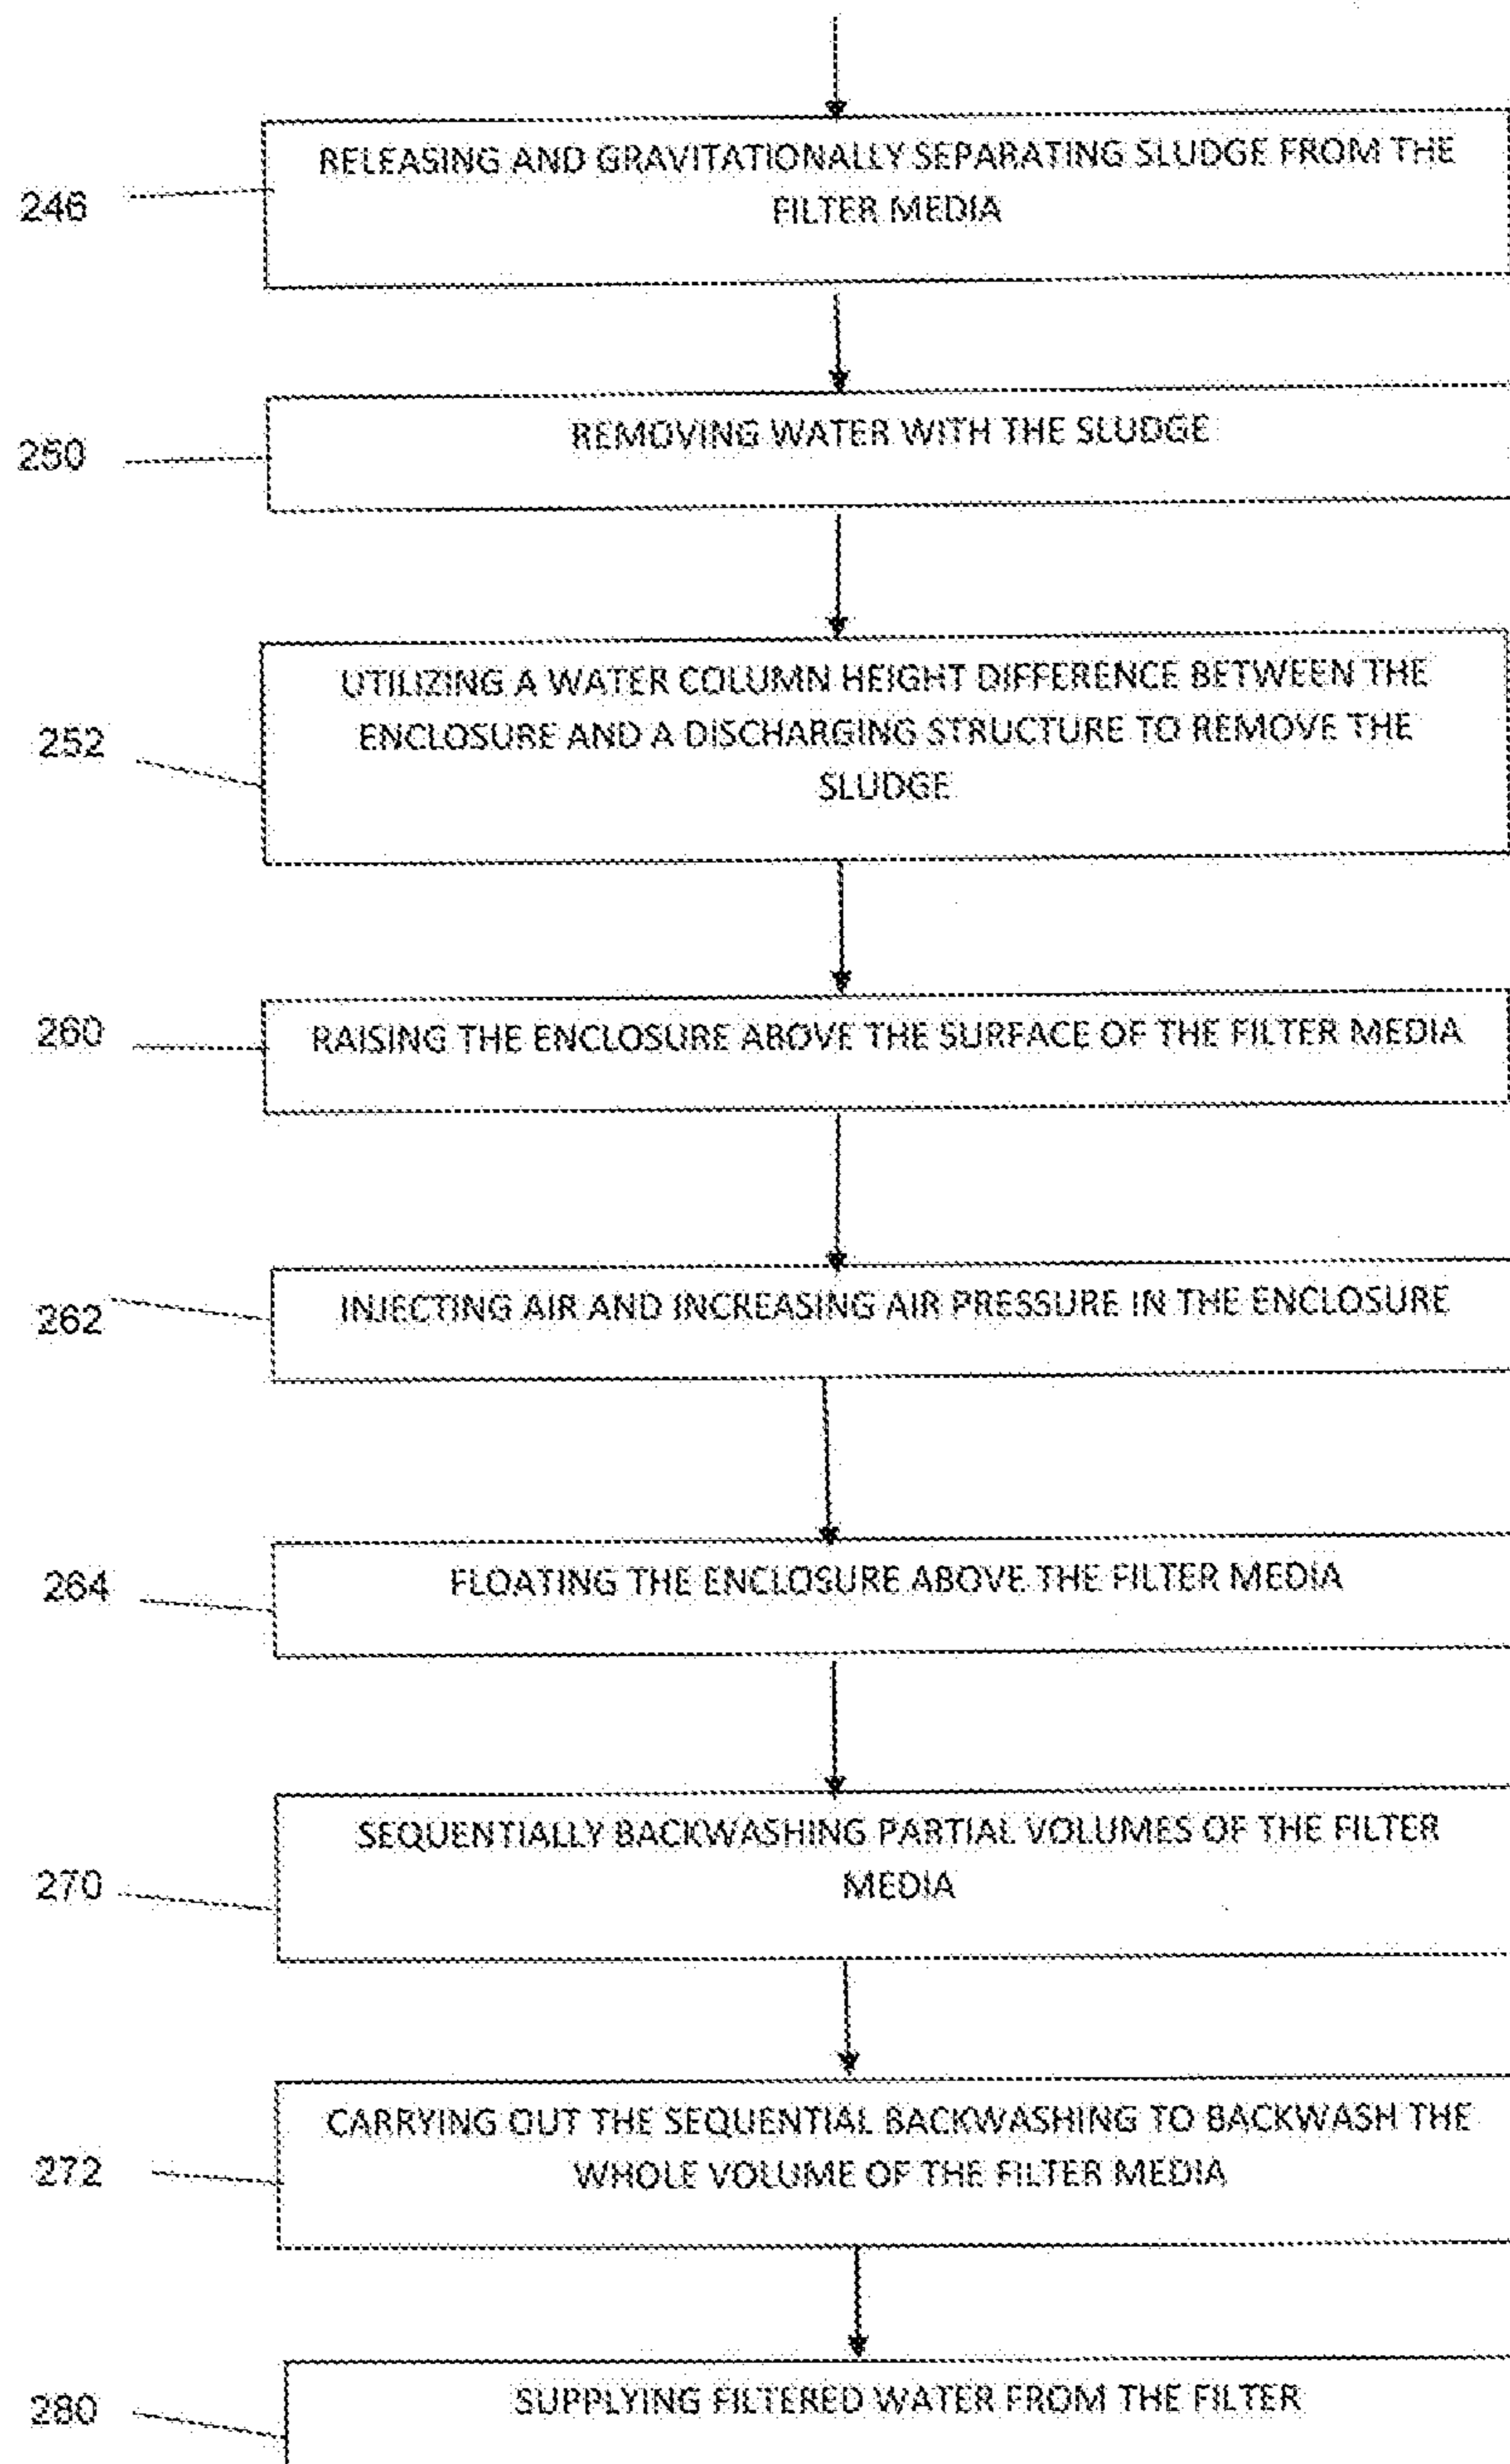 246
RELEASING AND GRAVITATIONALLY SEPARATING SLUDGE FROM THE
FILTER MEDIA
250
REMOVING WATER WITH THE SLUDGE
252
UTILIZING A WATER COLUMN HEIGHT DIFFERENCE BETWEEN THE
ENCLOSURE AND A DISCHARGING STRUCTURE TO REMOVE THE
SLUDGE
260
RAISING THE ENCLOSURE ABOVE THE SURFACE OF THE FILTER MEDIA
262
INJECTING AIR AND INCREASING AIR PRESSURE IN THE ENCLOSURE
264
FLOATING THE ENCLOSURE ABOVE THE FILTER MEDIA
270
SEQUENTIALLY BACKWASHING PARTIAL VOLUMES OF THE FILTER
MEDIA
272
CARRYING OUT THE SEQUENTIAL BACKWASHING TO BACKWASH THE
WHOLE VOLUME OF THE FILTER MEDIA
280
SUPPLYING FILTERED WATER FROM THE FILTER